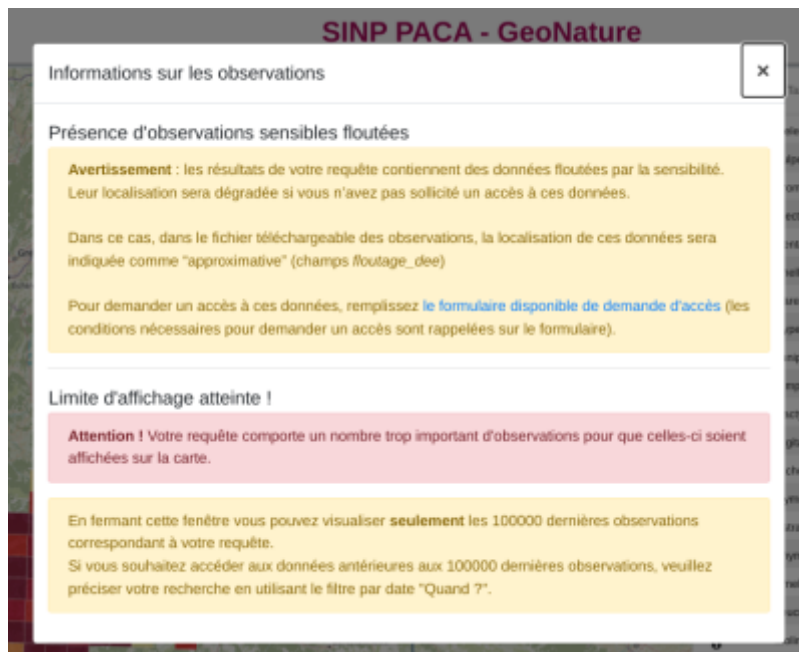 SINP PACA - GeoNature
Informations sur les observations
×
Présence d'observations sensibles floutées
Avertissement : les résultats de votre requête contiennent des données floutées par la sensibilité.
Leur localisation sera dégradée si vous n'avez pas sollicité un accès à ces données.
Dans ce cas, dans le fichier téléchargeable des observations, la localisation de ces données sera
indiquée comme "approximative" (champs floutage_dee)
Pour demander un accès à ces données, remplissez le formulaire disponible de demande d'accès (les
conditions nécessaires pour demander un accès sont rappelées sur le formulaire).
Limite d'affichage atteinte !
Attention ! Votre requête comporte un nombre trop important d'observations pour que celles-ci soient
affichées sur la carte.
En fermant cette fenêtre vous pouvez visualiser seulement les 100000 dernières observations
correspondant à votre requête.
Si vous souhaitez accéder aux données antérieures aux 100000 dernières observations, veuillez
préciser votre recherche en utilisant le filtre par date "Quand ?".